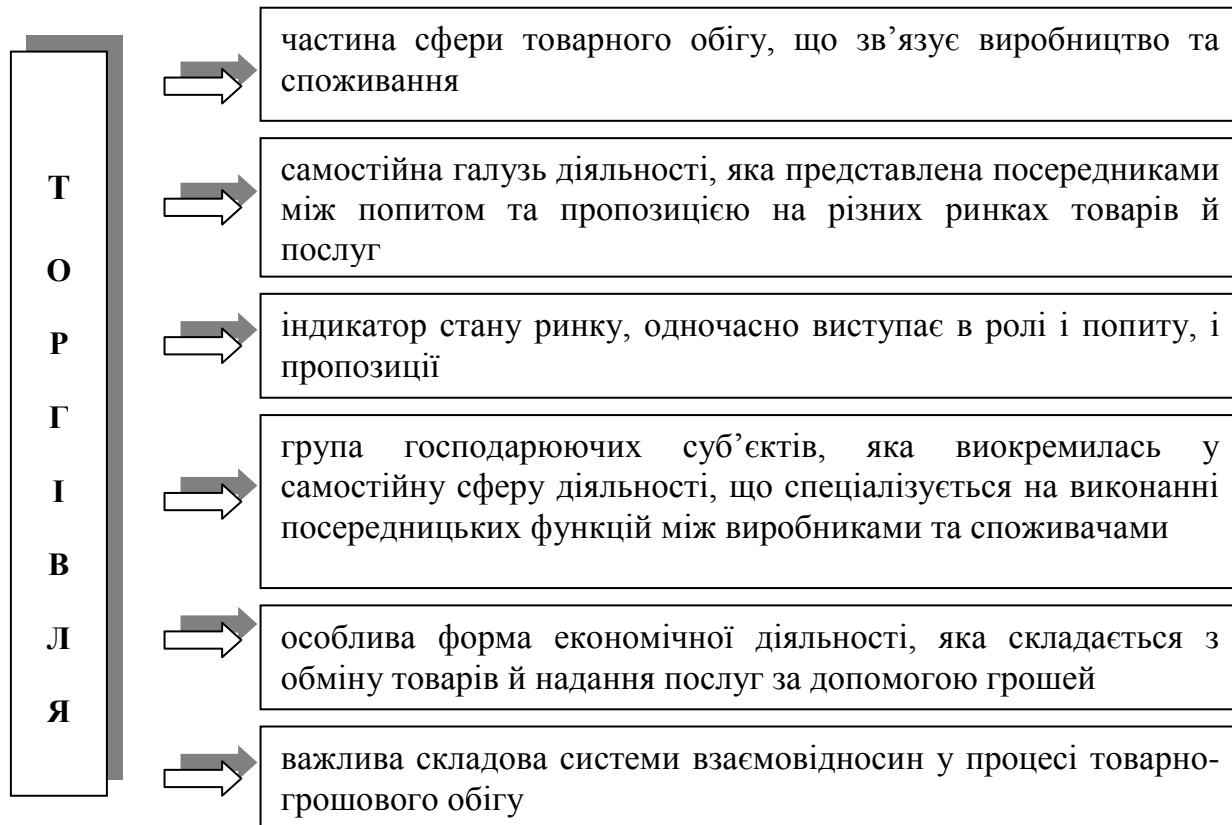 ТОРГІВЛЯ
частина сфери товарного обігу, що зв’язує виробництво та
споживання
самостійна галузь діяльності, яка представлена посередниками
між попитом та пропозицією на різних ринках товарів й
послуг
індикатор стану ринку, одночасно виступає в ролі і попиту, і
пропозиції
група господарюючих суб’єктів, яка виокремилась у
самостійну сферу діяльності, що спеціалізується на виконанні
посередницьких функцій між виробниками та споживачами
особлива форма економічної діяльності, яка складається з
обміну товарів й надання послуг за допомогою грошей
важлива складова системи взаємовідносин у процесі товарно-
грошового обігу